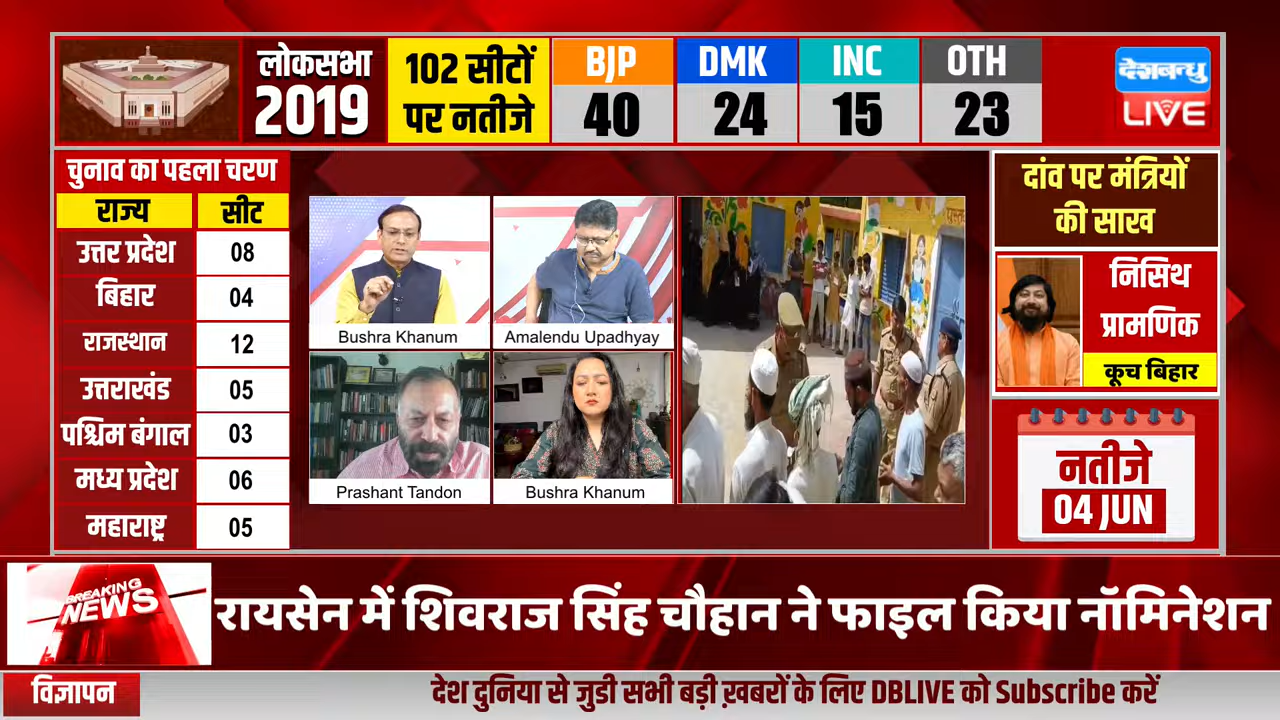 लोकसभा
2019
102 सीटों
पर नतीजे
BJP
40
DMK
24
INC
15
OTH
23
देशबन्धु
LIVE
चुनाव का पहला चरण
राज्य सीट
उत्तर प्रदेश 08
बिहार 04
राजस्थान 12
उत्तराखंड 05
पश्चिम बंगाल 03
मध्य प्रदेश 06
महाराष्ट्र 05
Bushra Khanum
Amalendu Upadhyay
Prashant Tandon
Bushra Khanum
दांव पर मंत्रियों
की साख
निसिथ
प्रामणिक
कूच बिहार
नतीजे
04 JUN
BREAKING
NEWS
रायसेन में शिवराज सिंह चौहान ने फाइल किया नॉमिनेशन
विज्ञापन
देश दुनिया से जुडी सभी बड़ी ख़बरों के लिए DBLIVE को Subscribe करें